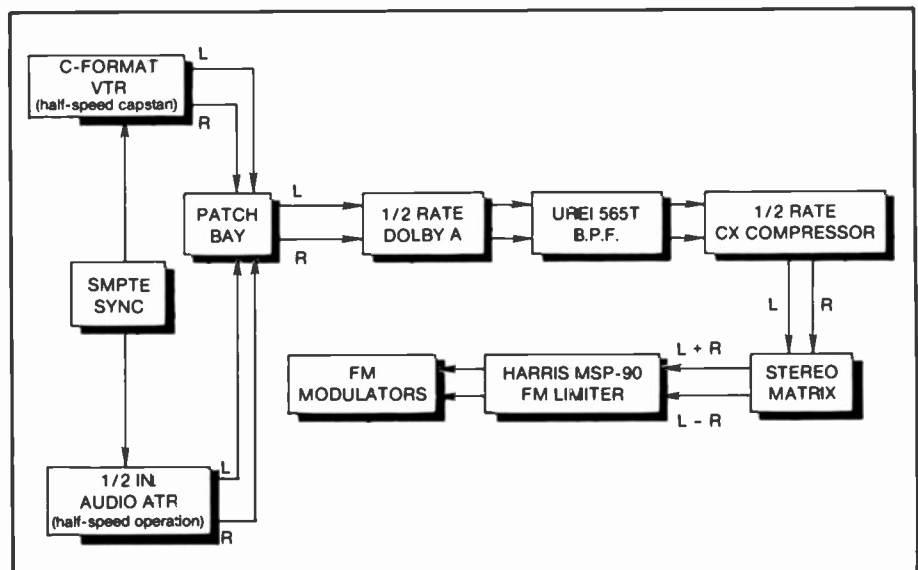 C-FORMAT
VTR
(half-speed capstan)
L
R
PATCH
BAY
L
R
1/2 RATE
DOLBY A
UREI 565T
B.P.F.
1/2 RATE
CX COMPRESSOR
SMPTE
SYNC
L
R
FM
MODULATORS
HARRIS MSP-90
FM LIMITER
L + R
L - R
STEREO
MATRIX
1/2 IN.
AUDIO ATR
(half-speed operation)
L
R